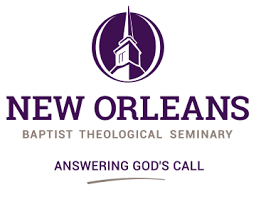 NEW ORLEANS
BAPTIST THEOLOGICAL SEMINARY
ANSWERING GOD'S CALL